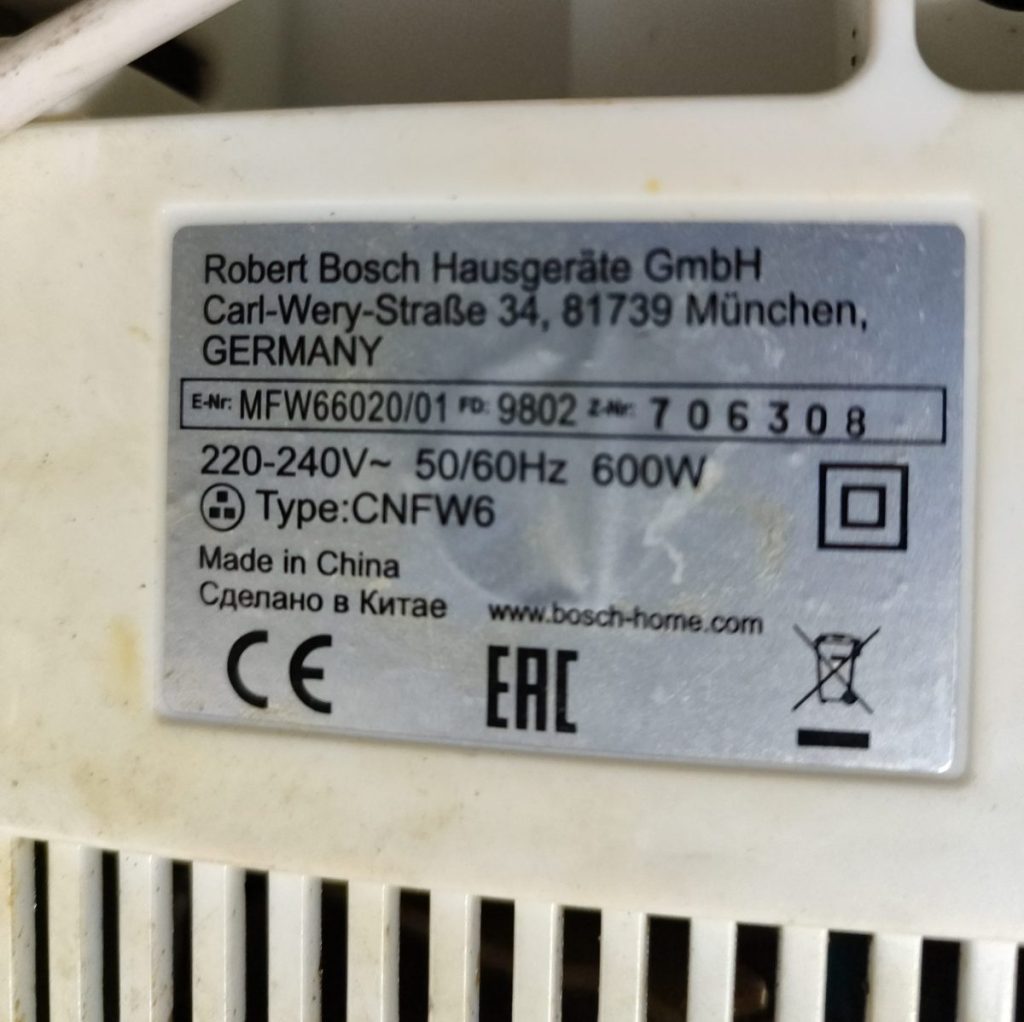 Robert Bosch Hausgeräte GmbH
Carl-Wery-Straße 34, 81739 München,
GERMANY
E-Nr: MFW66020/01 FD: 9802 Z-Nr: 706308
220-240V~ 50/60Hz 600W
Type:CNFW6
Made in China
Сделано в Китае www.bosch-home.com
CE EAC